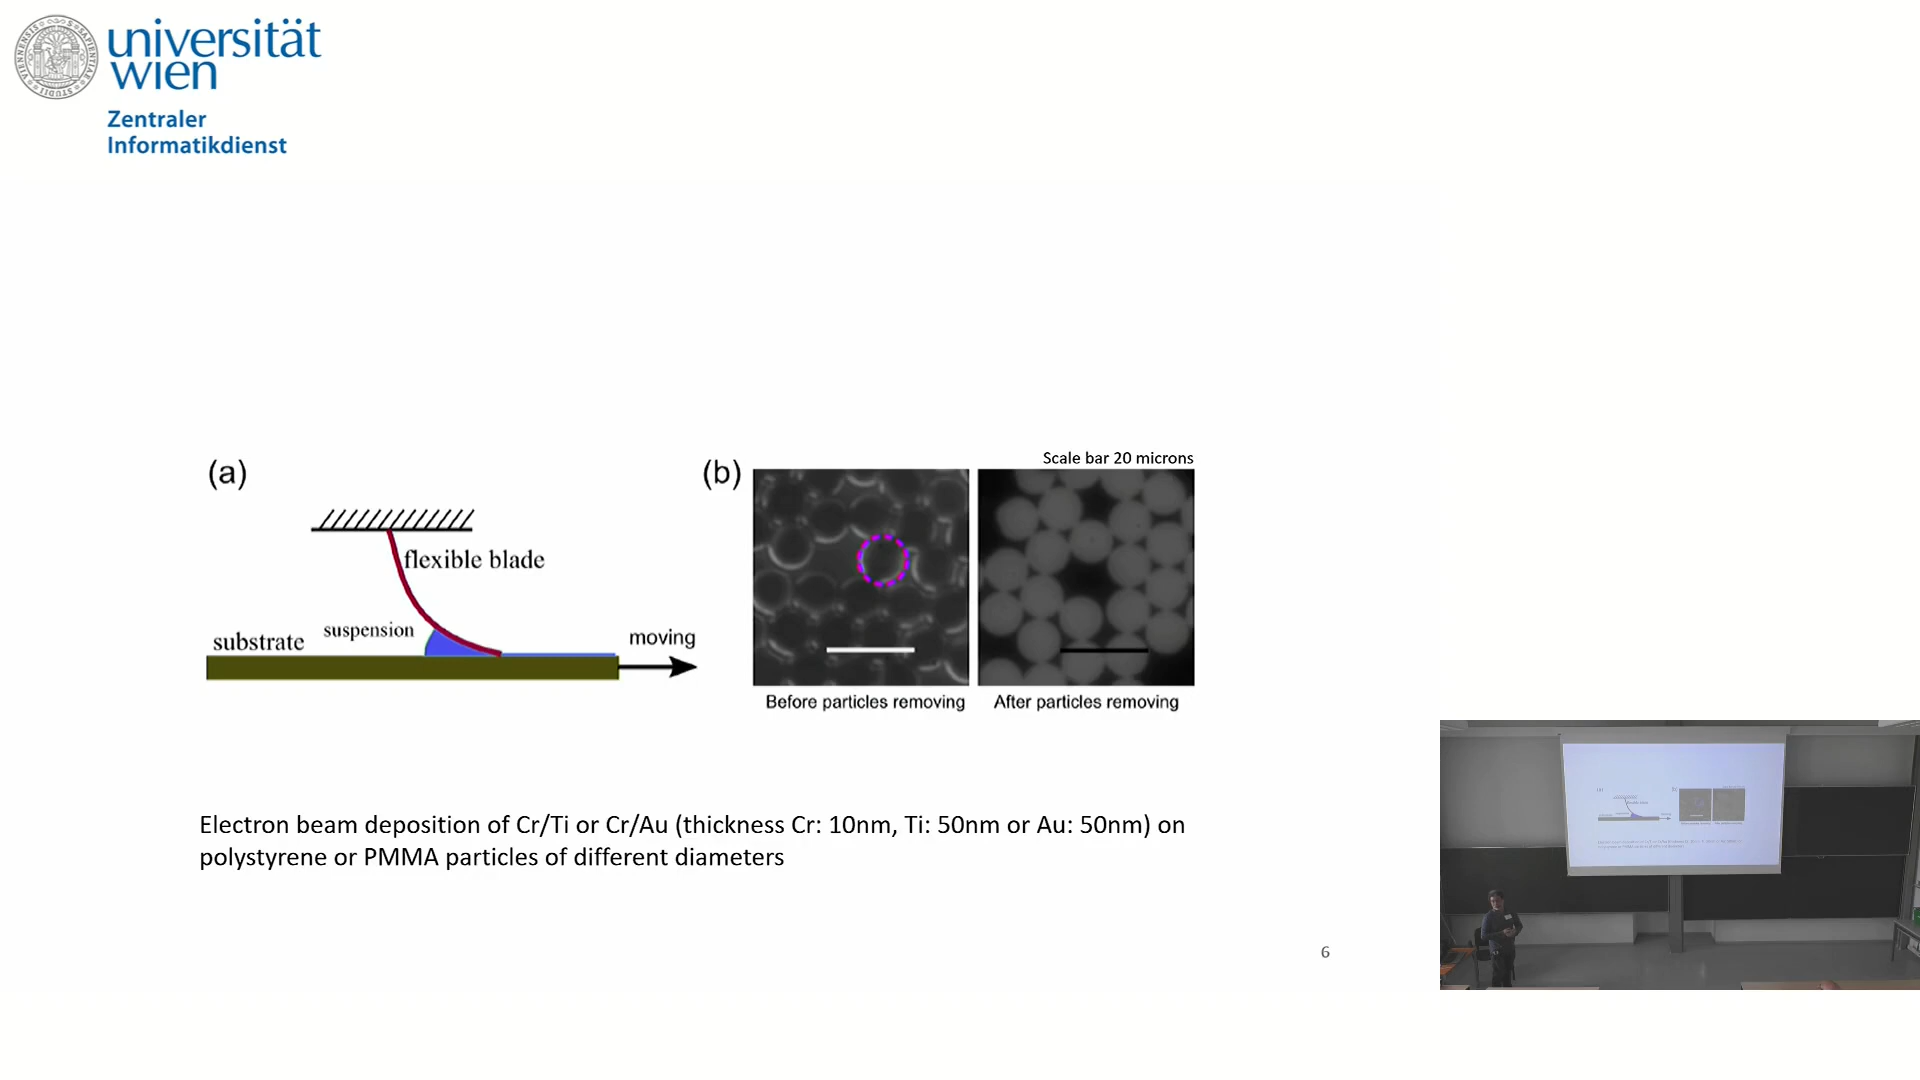 universität
wien
Zentraler
Informatikdienst
(a)
flexible blade
suspension
substrate
moving
(b)
Scale bar 20 microns
Before particles removing
After particles removing
Electron beam deposition of Cr/Ti or Cr/Au (thickness Cr: 10nm, Ti: 50nm or Au: 50nm) on
polystyrene or PMMA particles of different diameters
6